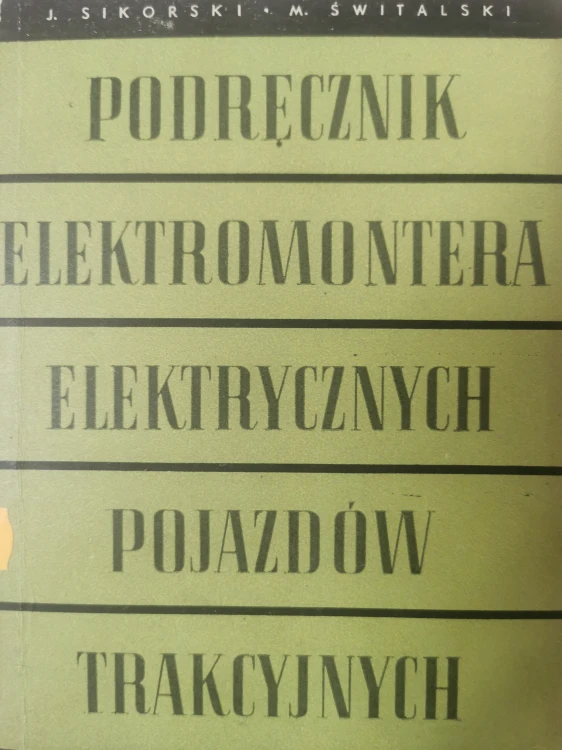 J. SIKORSKI • M. ŚWITALSKI
PODRĘCZNIK
ELEKTROMONTERA
ELEKTRYCZNYCH
POJAZDÓW
TRAKCYJNYCH